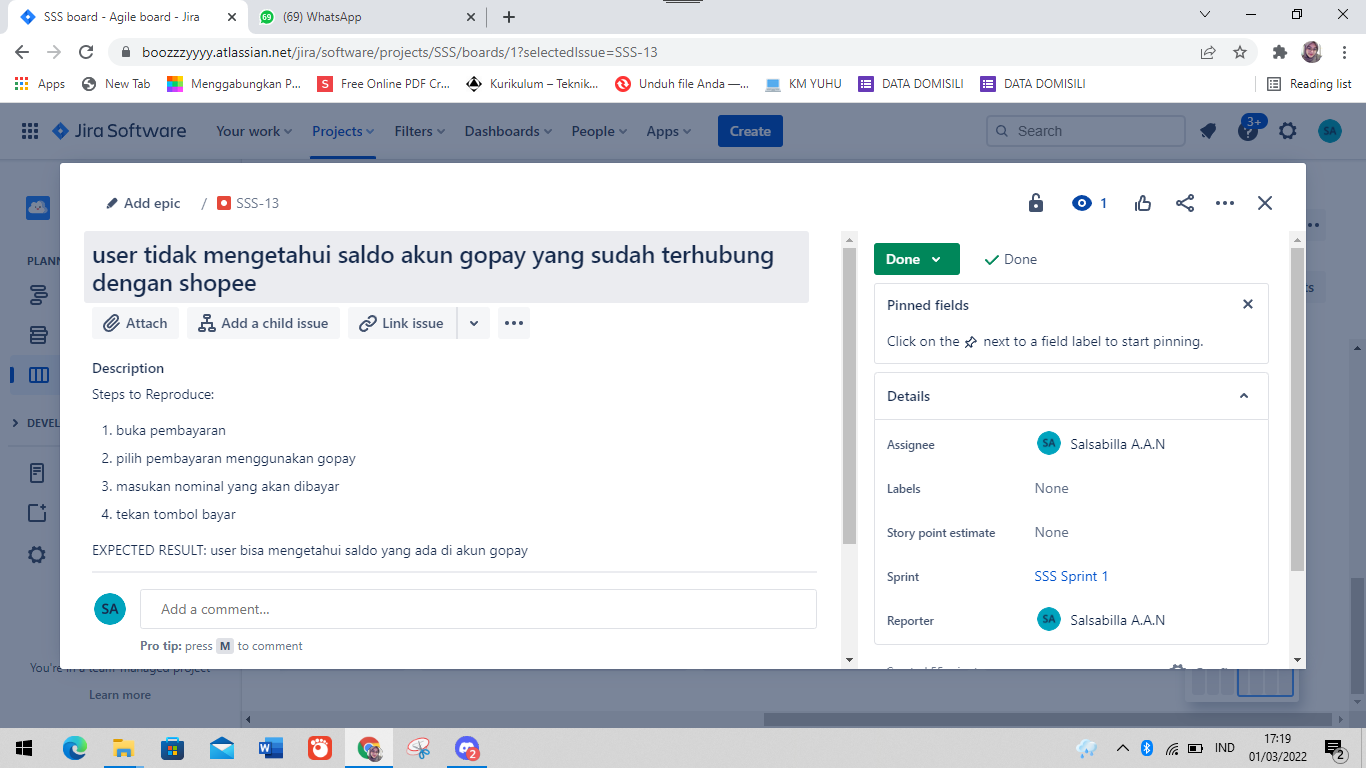 SSS board - Agile board - Jira
(69) WhatsApp
boozzzyyyy.atlassian.net/jira/software/projects/SSS/boards/1?selectedIssue=SSS-13
Apps New Tab Menggabungkan P... Free Online PDF Cr... Kurikulum – Teknik... Unduh file Anda —... KM YUHU DATA DOMISILI DATA DOMISILI Reading list
Jira Software Your work Projects Filters Dashboards People Apps Create Search 3+ SA
Add epic / SSS-13
1
user tidak mengetahui saldo akun gopay yang sudah terhubung
dengan shopee
Attach Add a child issue Link issue
Description
Steps to Reproduce:
1. buka pembayaran
2. pilih pembayaran menggunakan gopay
3. masukan nominal yang akan dibayar
4. tekan tombol bayar
EXPECTED RESULT: user bisa mengetahui saldo yang ada di akun gopay
SA Add a comment...
Pro tip: press M to comment
Done Done
Pinned fields
Click on the next to a field label to start pinning.
Details
Assignee SA Salsabilla A.A.N
Labels None
Story point estimate None
Sprint SSS Sprint 1
Reporter SA Salsabilla A.A.N
PLANN
DEVEL
You're in a team-managed project
Learn more
2
IND
17:19
01/03/2022
2